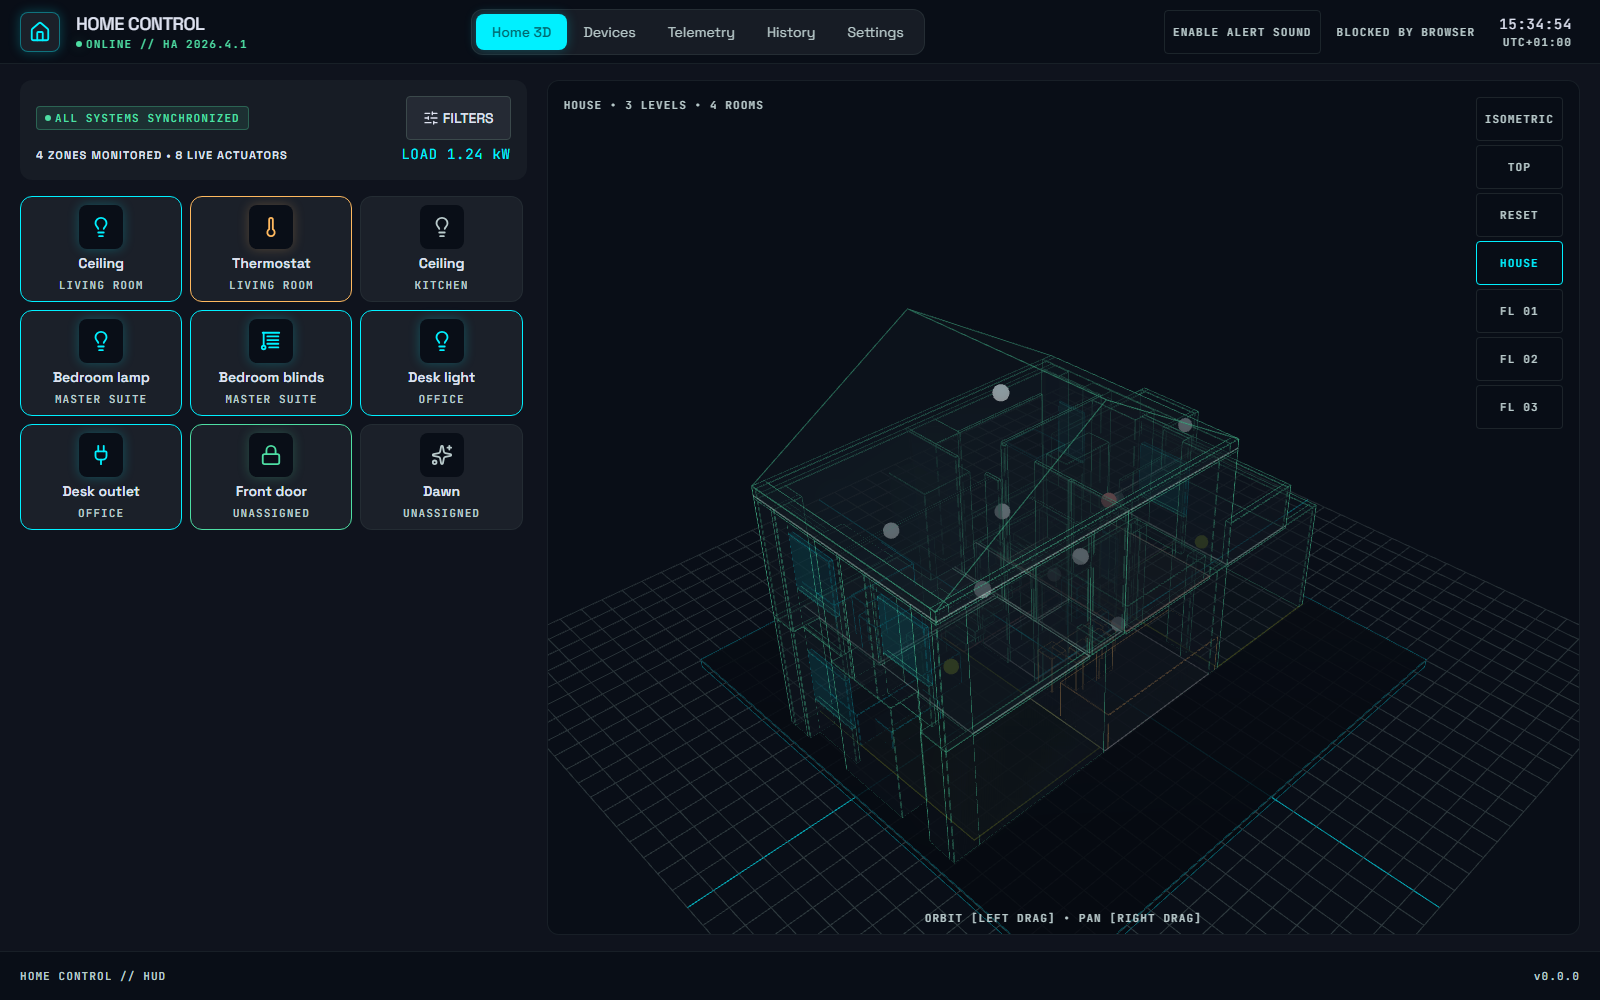 HOME CONTROL
ONLINE // HA 2026.4.1
Home 3D
Devices
Telemetry
History
Settings
ENABLE ALERT SOUND
BLOCKED BY BROWSER
15:34:54
UTC+01:00
ALL SYSTEMS SYNCHRONIZED
FILTERS
4 ZONES MONITORED • 8 LIVE ACTUATORS
LOAD 1.24 kW
Ceiling
LIVING ROOM
Thermostat
LIVING ROOM
Ceiling
KITCHEN
Bedroom lamp
MASTER SUITE
Bedroom blinds
MASTER SUITE
Desk light
OFFICE
Desk outlet
OFFICE
Front door
UNASSIGNED
Dawn
UNASSIGNED
HOUSE • 3 LEVELS • 4 ROOMS
ISOMETRIC
TOP
RESET
HOUSE
FL 01
FL 02
FL 03
ORBIT [LEFT DRAG] • PAN [RIGHT DRAG]
HOME CONTROL // HUD
v0.0.0